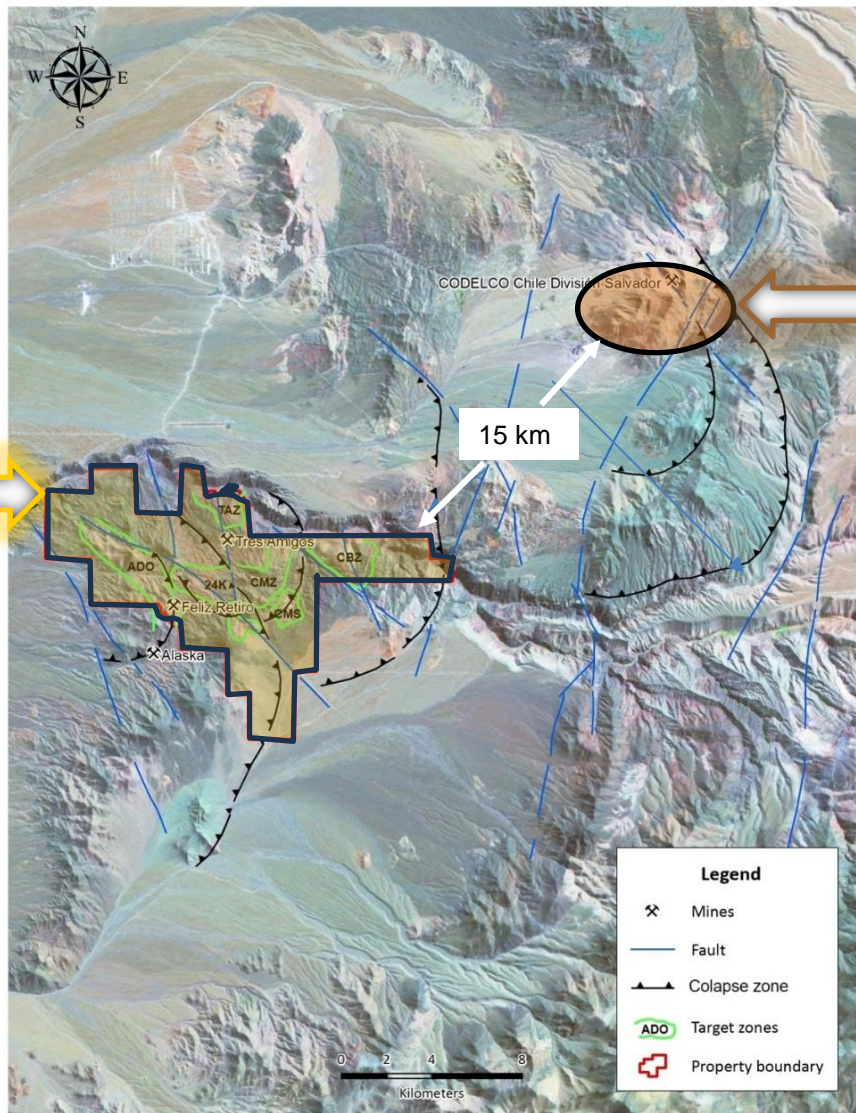 N
W E
S
CODELCO Chile División Salvador
15 km
TAZ
Tres Amigos
CBZ
ADO
24K
CMZ
Feliz Retiro
CMS
Alaska
Legend
Mines
Fault
Colapse zone
ADO Target zones
Property boundary
0 2 4 8
Kilometers